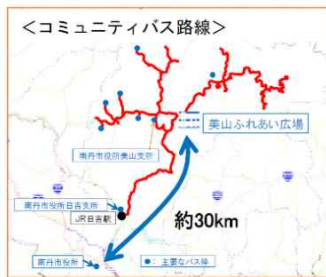 ＜コミュニティバス路線＞
美山ふれあい広場
南丹市役所美山支所
南丹市役所日吉支所
JR日吉駅
約30km
南丹市役所
●：主要なバス停